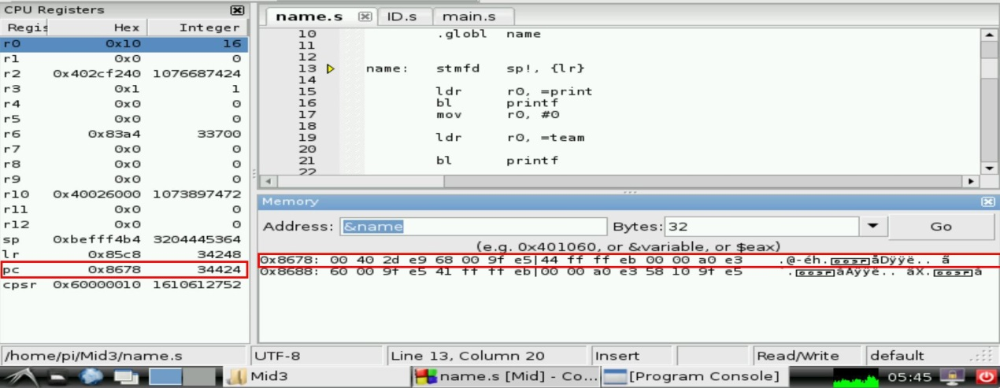 CPU Registers
Regis Hex Integer
r0 0x10 16
r1 0x0 0
r2 0x402cf240 1076687424
r3 0x1 1
r4 0x0 0
r5 0x0 0
r6 0x83a4 33700
r7 0x0 0
r8 0x0 0
r9 0x0 0
r10 0x40026000 1073897472
r11 0x0 0
r12 0x0 0
sp 0xbefff4b4 3204445364
lr 0x85c8 34248
pc 0x8678 34424
cpsr 0x60000010 1610612752
name.s ID.s main.s
10 .globl name
11
12
13 name: stmfd sp!, {lr}
14
15 ldr r0, =print
16 bl printf
17 mov r0, #0
18
19 ldr r0, =team
20
21 bl printf
22
Memory
Address: &name Bytes: 32 Go
(e.g. 0x401060, or &variable, or $eax)
0x8678: 00 40 2d e9 68 00 9f e5|44 ff ff eb 00 00 a0 e3 .@-éh. åDÿÿë.. ã
0x8688: 60 00 9f e5 41 ff ff eb|00 00 a0 e3 58 10 9f e5 `. åAÿÿë.. ãX. å
/home/pi/Mid3/name.s UTF-8 Line 13, Column 20 Insert Read/Write default
Mid3 name.s [Mid] - Co... [Program Console] 05:45